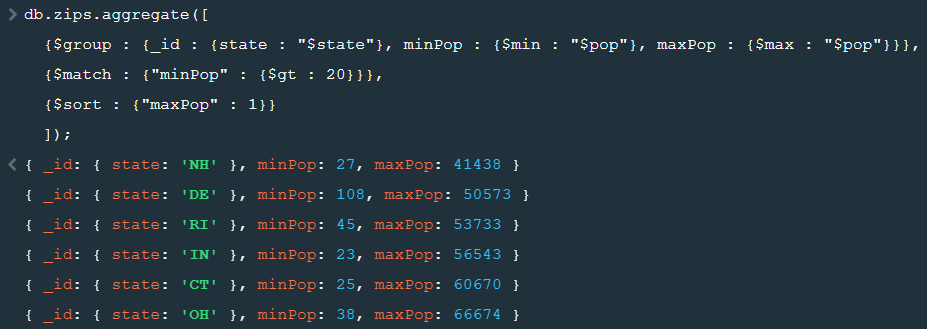 > db.zips.aggregate([
{$group : {_id : {state : "$state"}, minPop : {$min : "$pop"}, maxPop : {$max : "$pop"}}},
{$match : {"minPop" : {$gt : 20}}},
{$sort : {"maxPop" : 1}}
]);
< { _id: { state: 'NH' }, minPop: 27, maxPop: 41438 }
{ _id: { state: 'DE' }, minPop: 108, maxPop: 50573 }
{ _id: { state: 'RI' }, minPop: 45, maxPop: 53733 }
{ _id: { state: 'IN' }, minPop: 23, maxPop: 56543 }
{ _id: { state: 'CT' }, minPop: 25, maxPop: 60670 }
{ _id: { state: 'OH' }, minPop: 38, maxPop: 66674 }